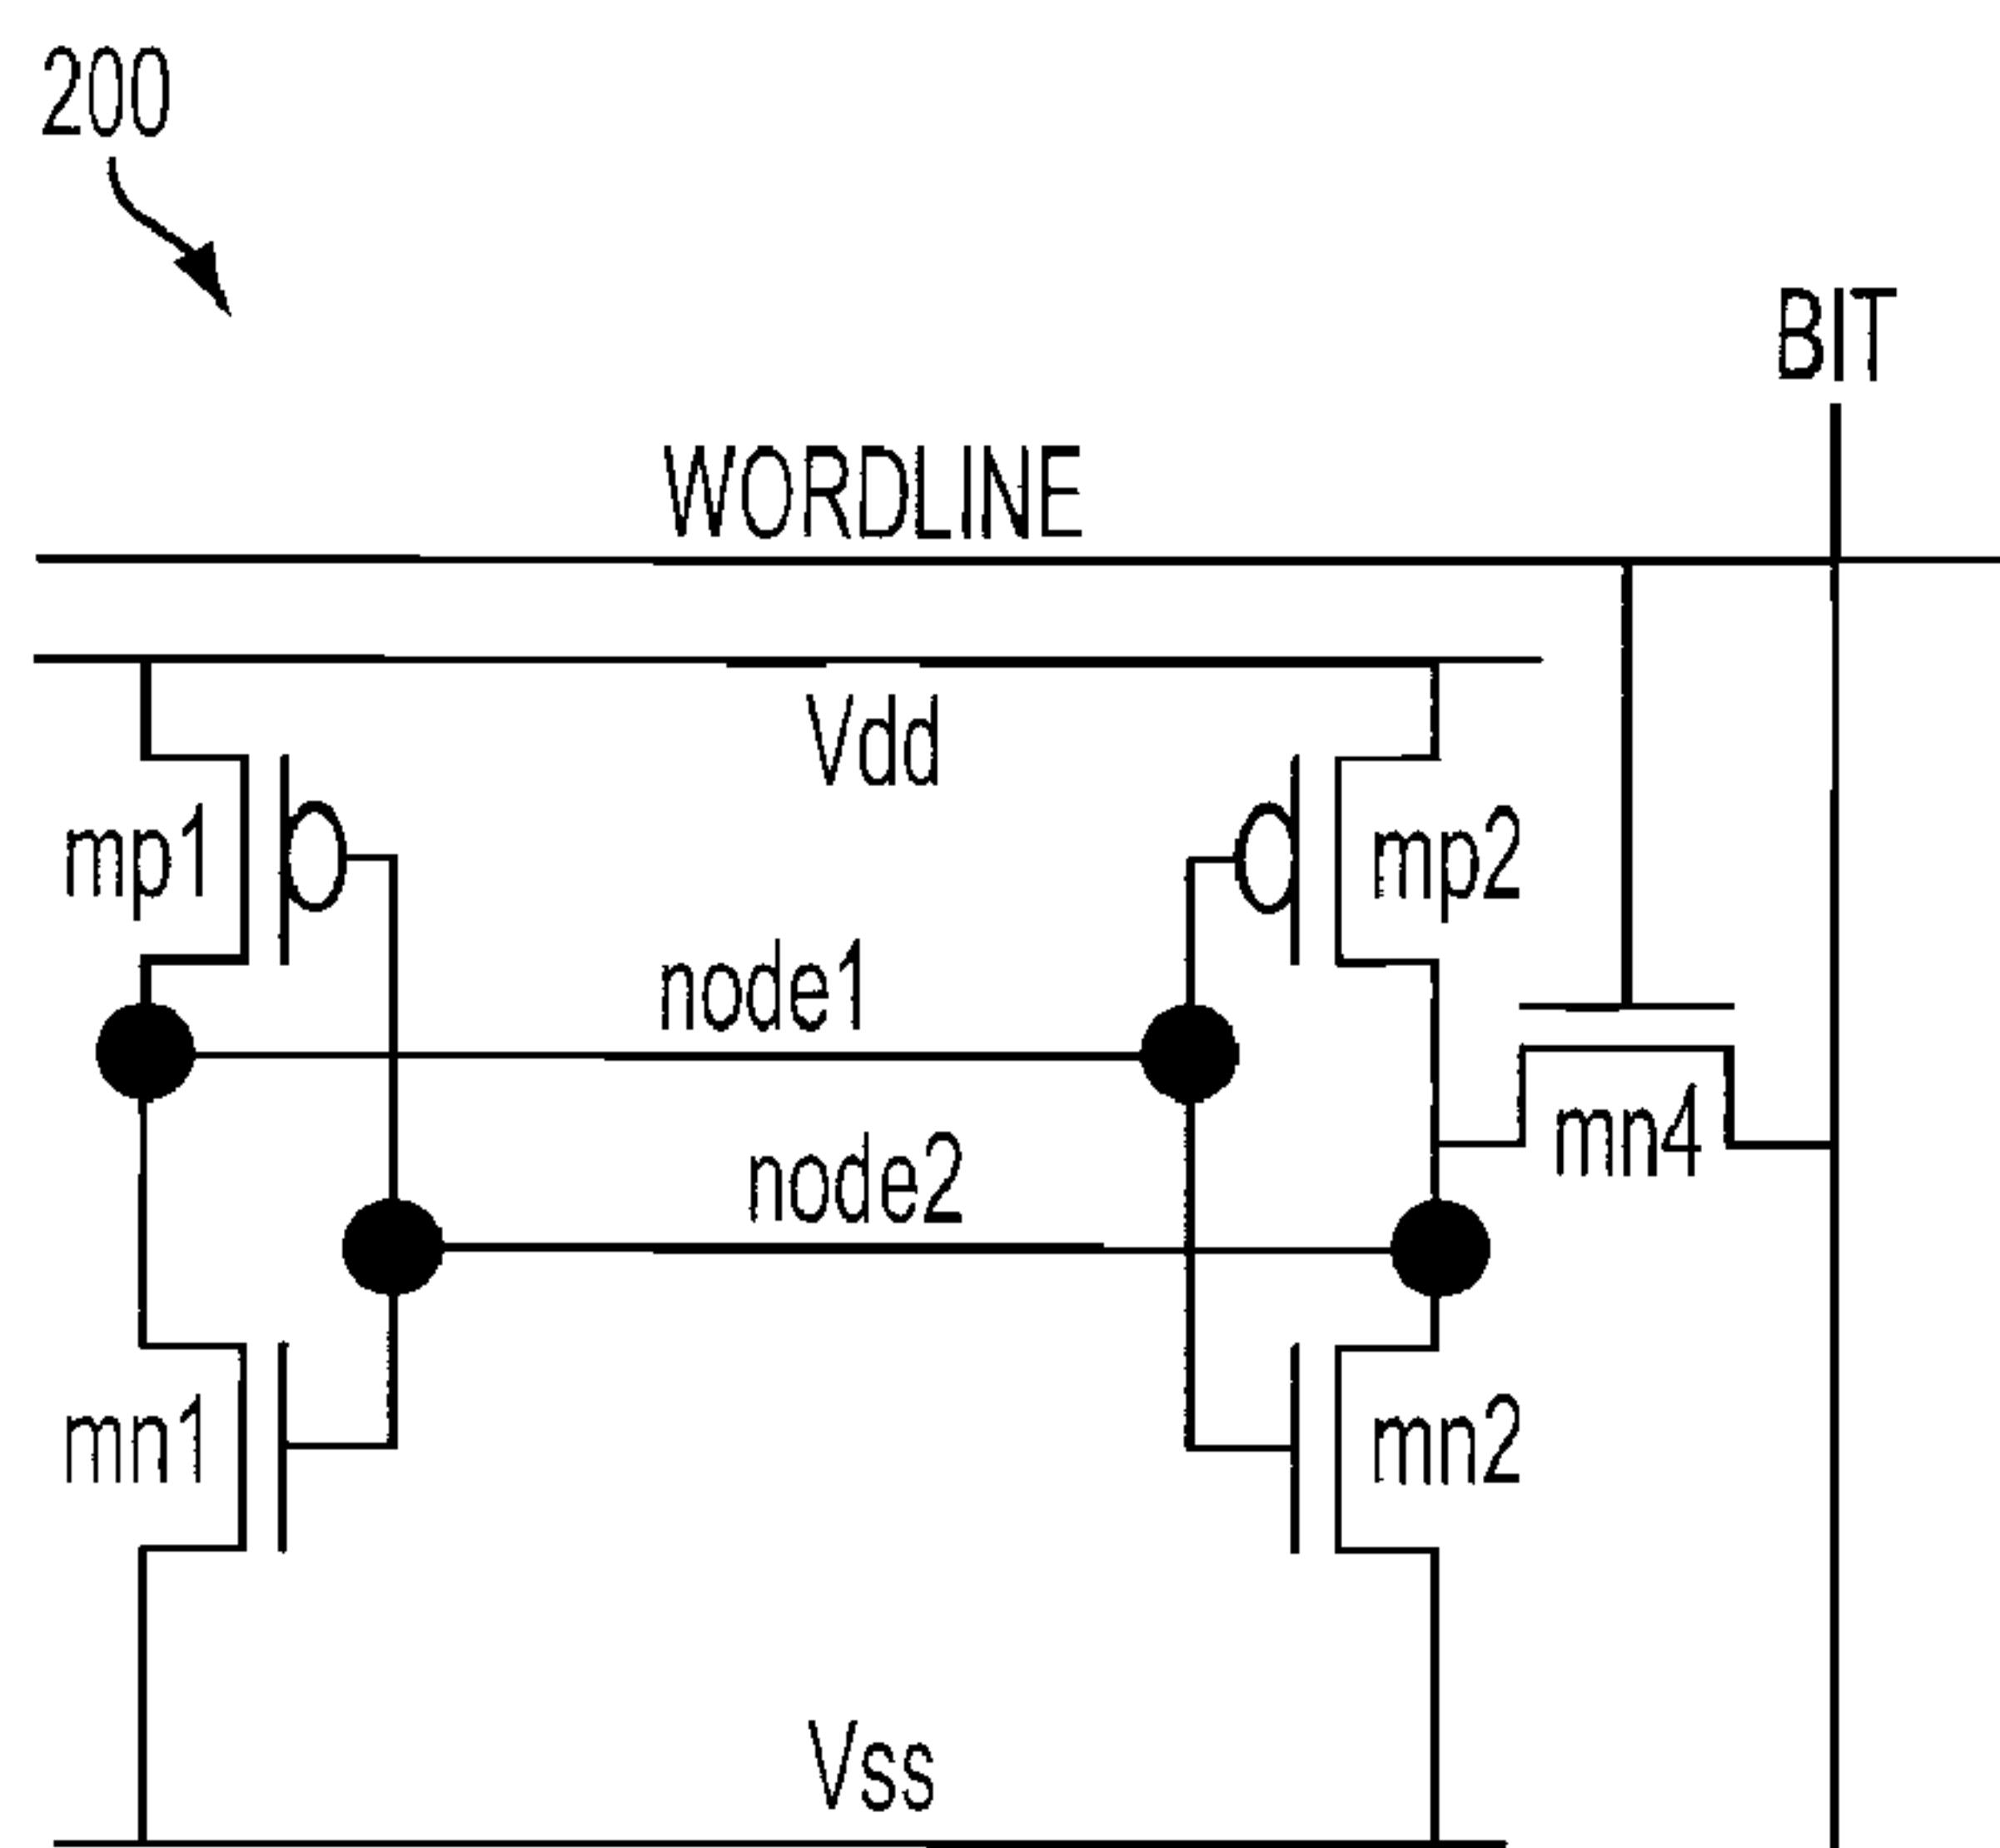 200
BIT
WORDLINE
Vdd
mp1
mp2
node1
mn4
node2
mn1
mn2
Vss